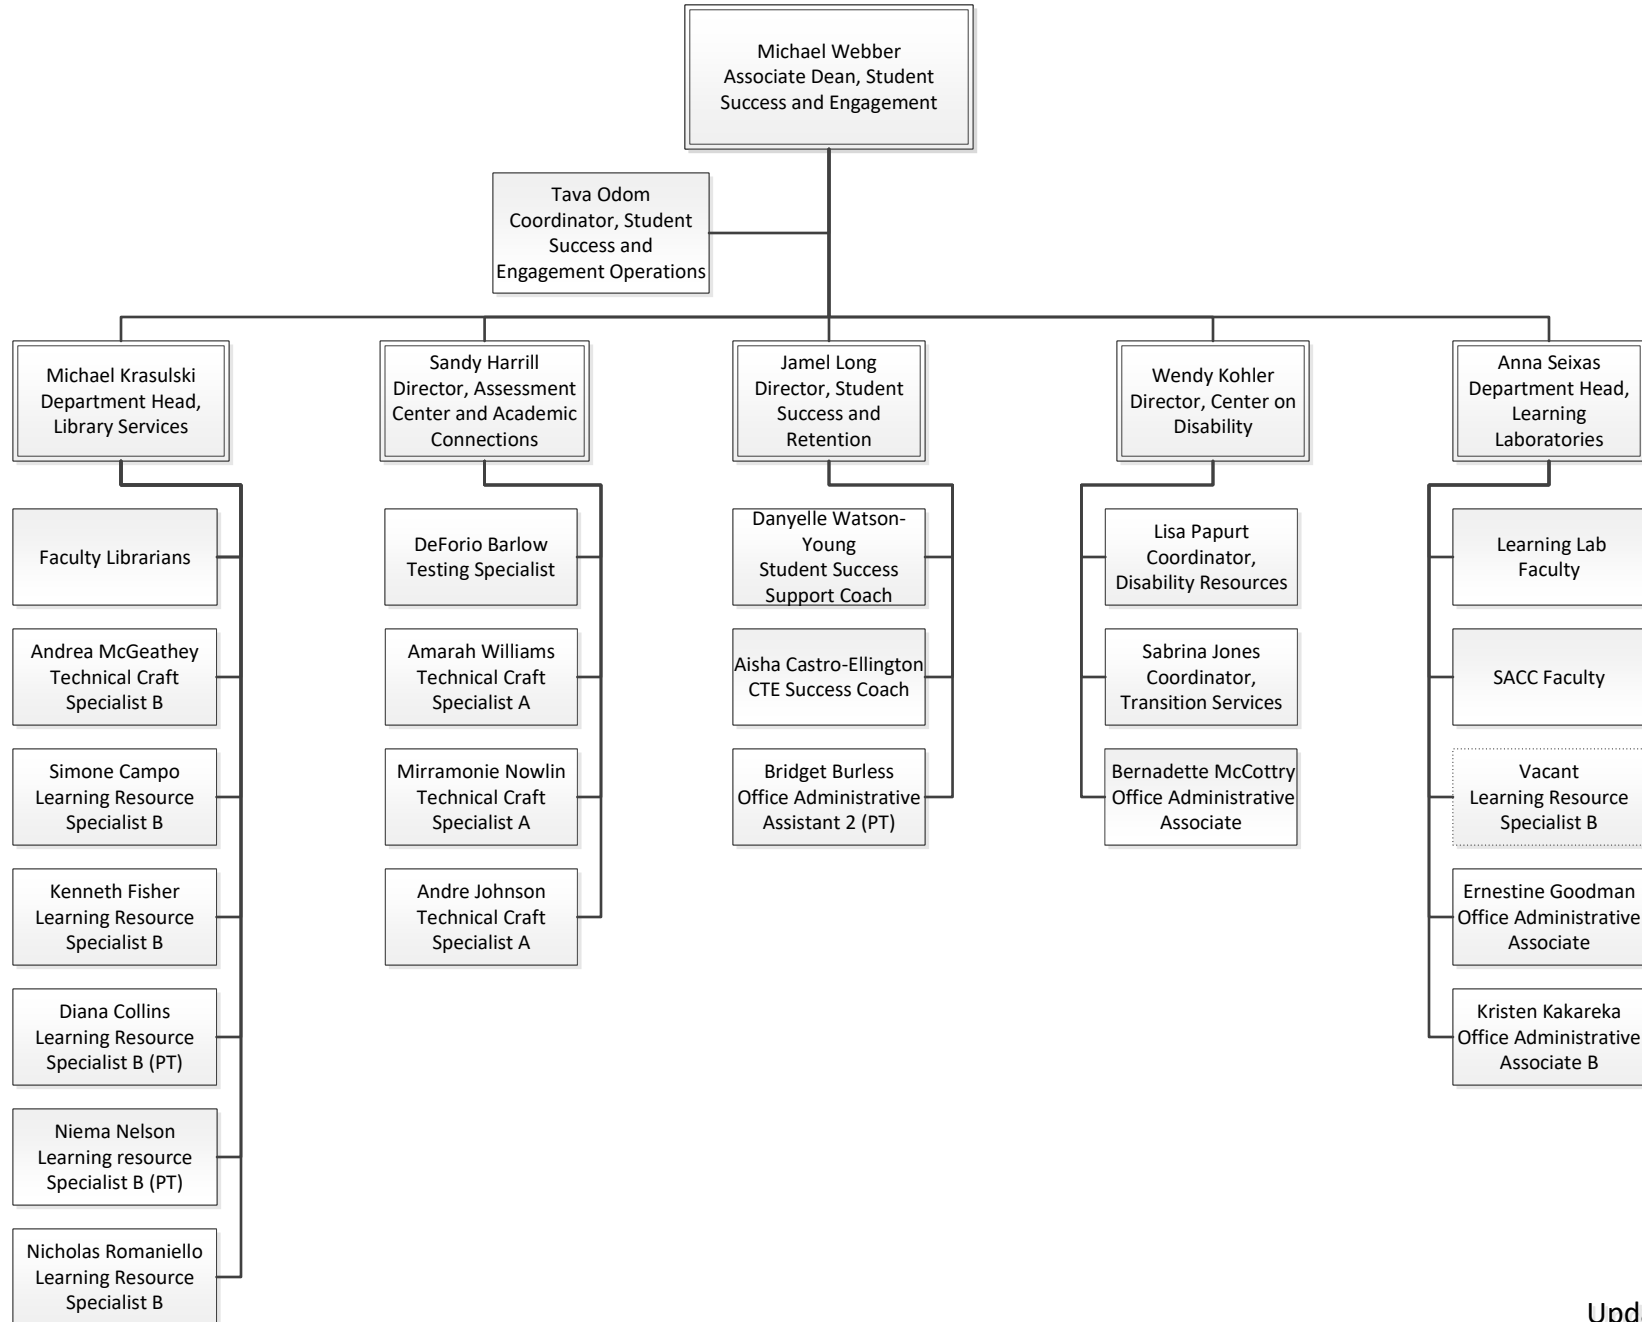 Michael Webber
Associate Dean, Student
Success and Engagement
Tava Odom
Coordinator, Student
Success and
Engagement Operations
Michael Krasulski
Department Head,
Library Services
Sandy Harrill
Director, Assessment
Center and Academic
Connections
Jamel Long
Director, Student
Success and
Retention
Wendy Kohler
Director, Center on
Disability
Anna Seixas
Department Head,
Learning
Laboratories
Faculty Librarians
Andrea McGeathey
Technical Craft
Specialist B
Simone Campo
Learning Resource
Specialist B
Kenneth Fisher
Learning Resource
Specialist B
Diana Collins
Learning Resource
Specialist B (PT)
Niema Nelson
Learning resource
Specialist B (PT)
Nicholas Romaniello
Learning Resource
Specialist B
DeForio Barlow
Testing Specialist
Amarah Williams
Technical Craft
Specialist A
Mirramonie Nowlin
Technical Craft
Specialist A
Andre Johnson
Technical Craft
Specialist A
Danyelle Watson-
Young
Student Success
Support Coach
Aisha Castro-Ellington
CTE Success Coach
Bridget Burless
Office Administrative
Assistant 2 (PT)
Lisa Papurt
Coordinator,
Disability Resources
Sabrina Jones
Coordinator,
Transition Services
Bernadette McCottry
Office Administrative
Associate
Learning Lab
Faculty
SACC Faculty
Vacant
Learning Resource
Specialist B
Ernestine Goodman
Office Administrative
Associate
Kristen Kakareka
Office Administrative
Associate B